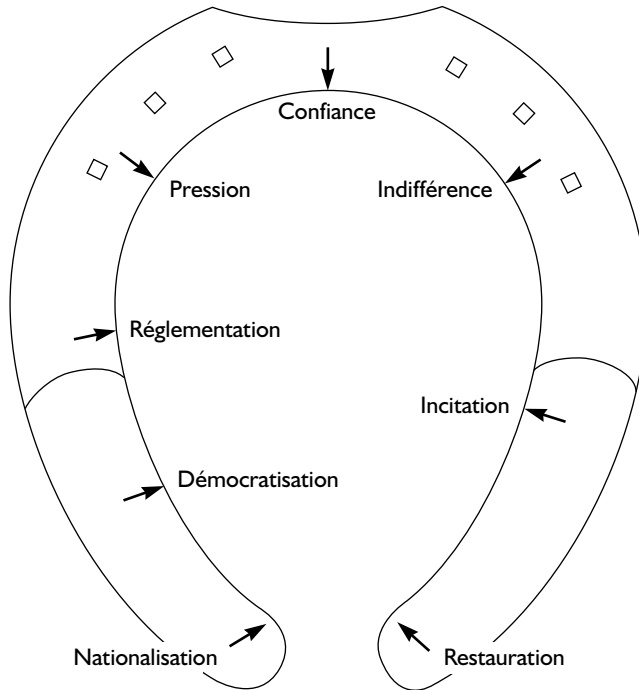 Confiance
Pression
Indifférence
Réglementation
Incitation
Démocratisation
Nationalisation
Restauration